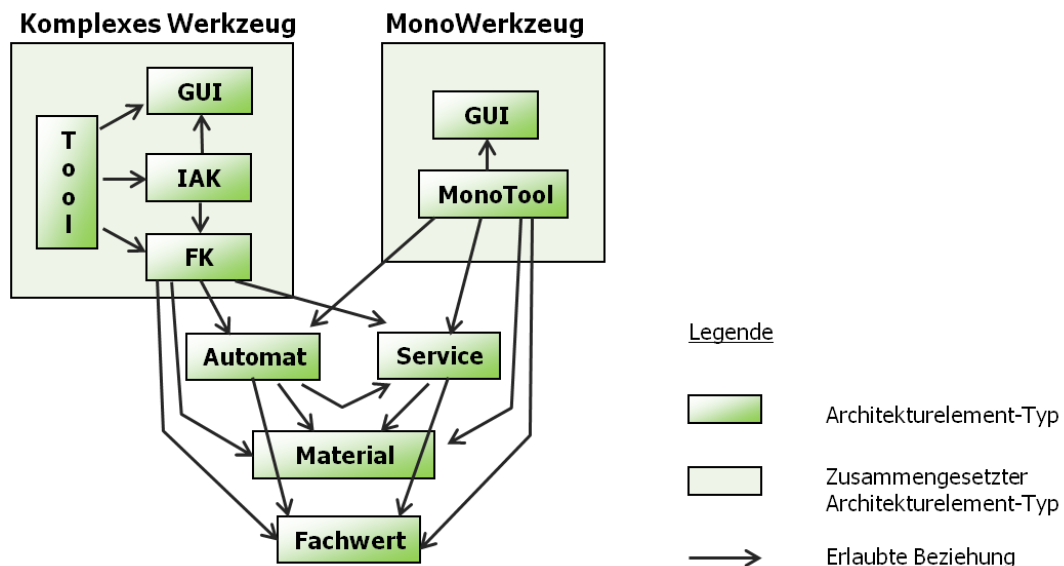 Komplexes Werkzeug
MonoWerkzeug
GUI
Tool
IAK
FK
GUI
MonoTool
Automat
Service
Material
Fachwert
Legende
Architekturelement-Typ
Zusammengesetzter
Architekturelement-Typ
Erlaubte Beziehung